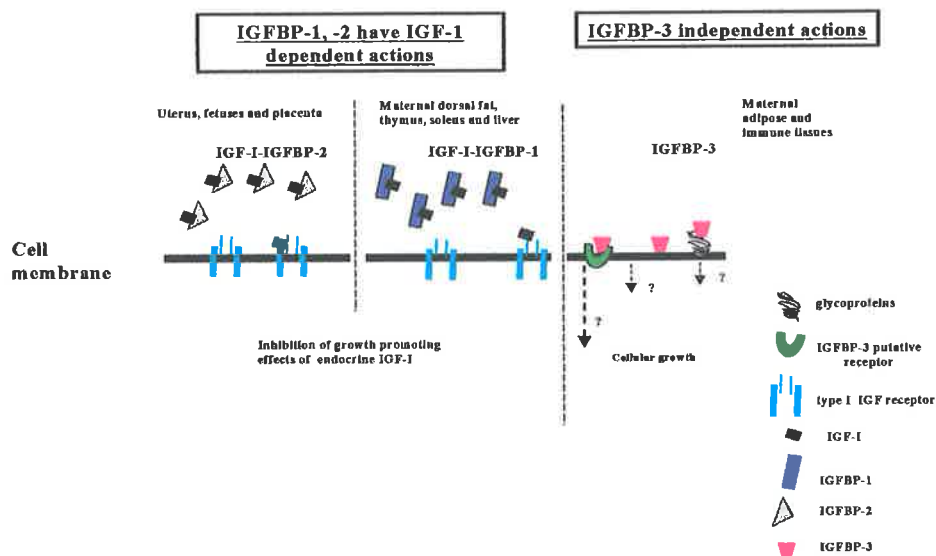 IGFBP-1, -2 have IGF-1
dependent actions
IGFBP-3 independent actions
Uterus, fetuses and placenta
Maternal dorsal fat,
thymus, soleus and liver
Maternal
adipose and
immune tissues
IGF-I-IGFBP-2
IGF-I-IGFBP-1
IGFBP-3
Cell
membrane
?
?
?
Inhibition of growth promoting
effects of endocrine IGF-I
Cellular growth
glycoproteins
IGFBP-3 putative
receptor
type I IGF receptor
IGF-I
IGFBP-1
IGFBP-2
IGFBP-3